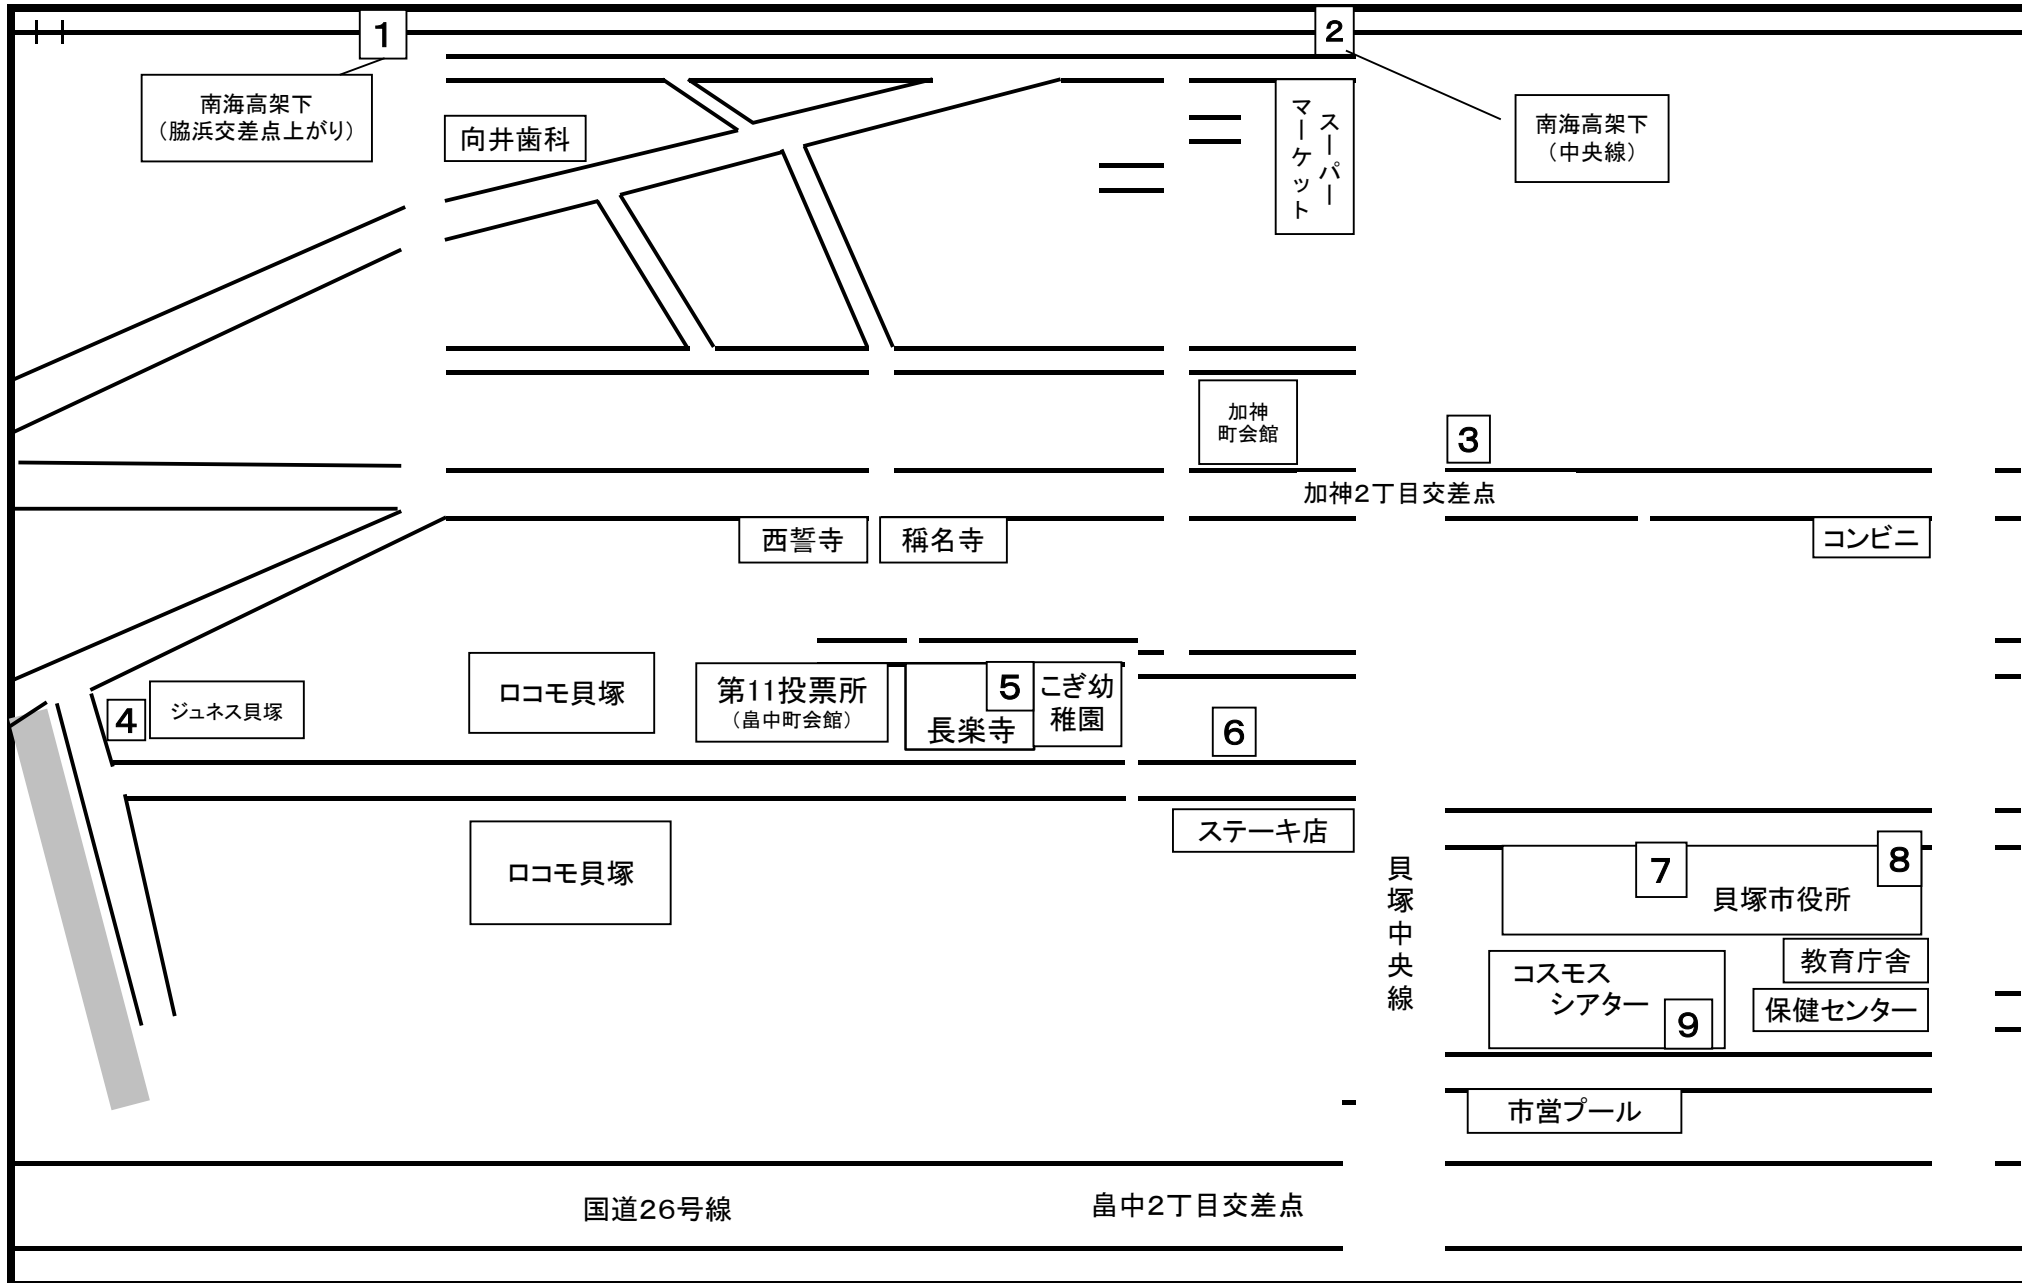 1
2
南海高架下
（脇浜交差点上がり）
向井歯科
スーパー
マーケット
南海高架下
（中央線）
加神
町会館
3
加神2丁目交差点
西誓寺
稱名寺
コンビニ
4
ジュネス貝塚
ロコモ貝塚
第11投票所
（畠中町会館）
5
長楽寺
こぎ幼
稚園
6
ロコモ貝塚
ステーキ店
貝塚中央線
7
8
貝塚市役所
教育庁舎
コスモス
シアター
9
保健センター
市営プール
国道26号線
畠中2丁目交差点